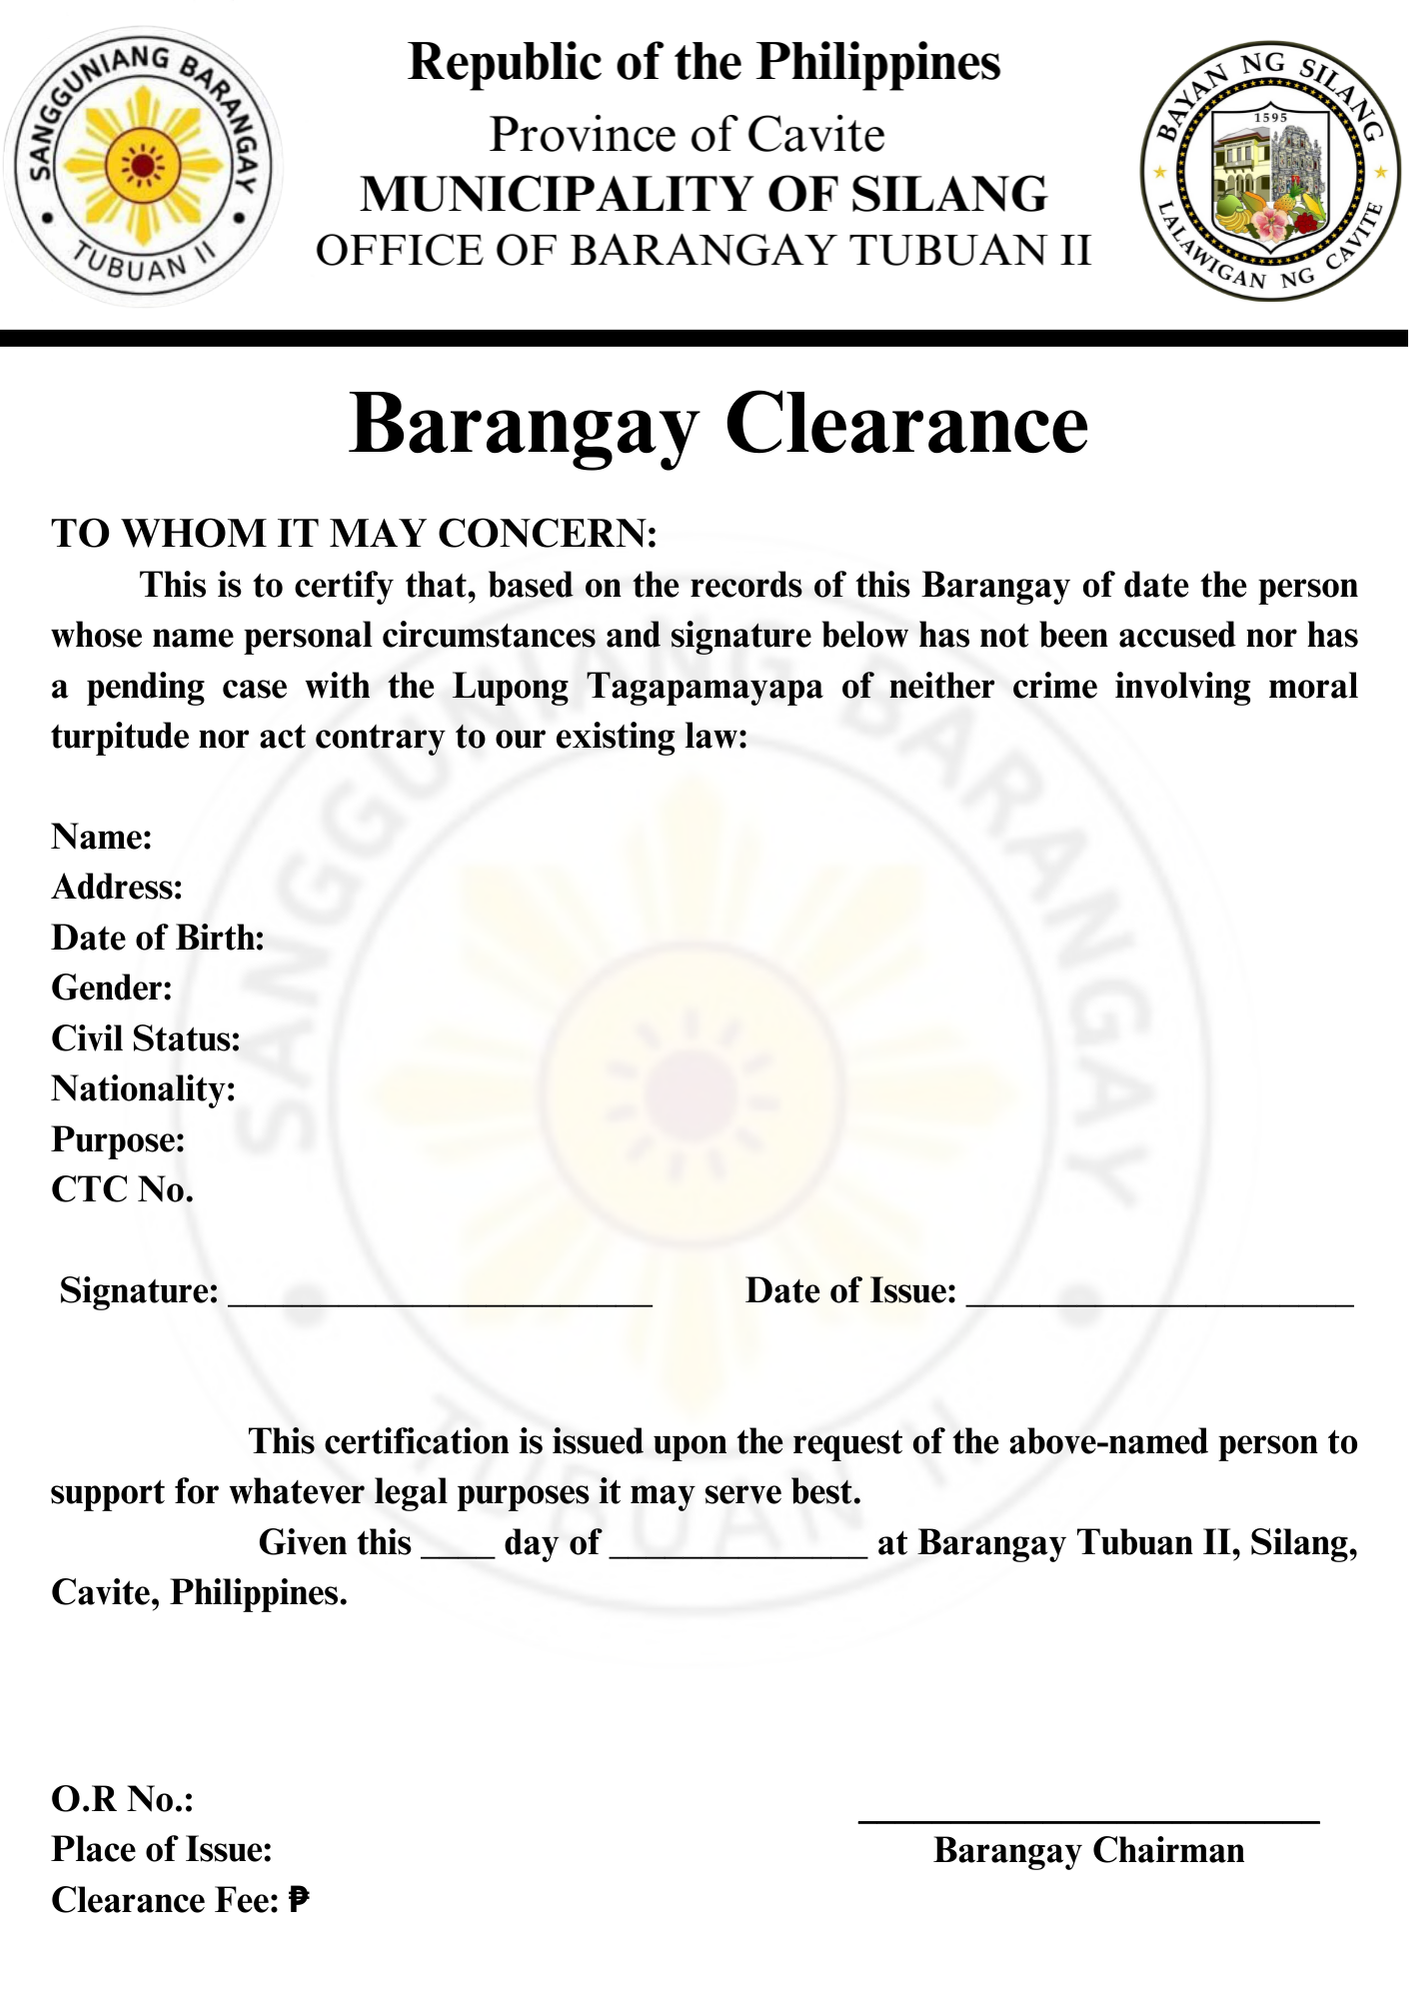 SANGGUNIANG BARANGAY
TUBUAN II
Republic of the Philippines
Province of Cavite
MUNICIPALITY OF SILANG
OFFICE OF BARANGAY TUBUAN II
BAYAN NG SILANG
1595
LALAWIGAN NG CAVITE
Barangay Clearance
TO WHOM IT MAY CONCERN:
This is to certify that, based on the records of this Barangay of date the person
whose name personal circumstances and signature below has not been accused nor has
a pending case with the Lupong Tagapamayapa of neither crime involving moral
turpitude nor act contrary to our existing law:
Name:
Address:
Date of Birth:
Gender:
Civil Status:
Nationality:
Purpose:
CTC No.
Signature: _______________________ Date of Issue: _____________________
This certification is issued upon the request of the above-named person to
support for whatever legal purposes it may serve best.
Given this ____ day of ______________ at Barangay Tubuan II, Silang,
Cavite, Philippines.
SANGGUNIANG BARANGAY
TUBUAN II
O.R No.:
Place of Issue:
Clearance Fee: ₱
Barangay Chairman